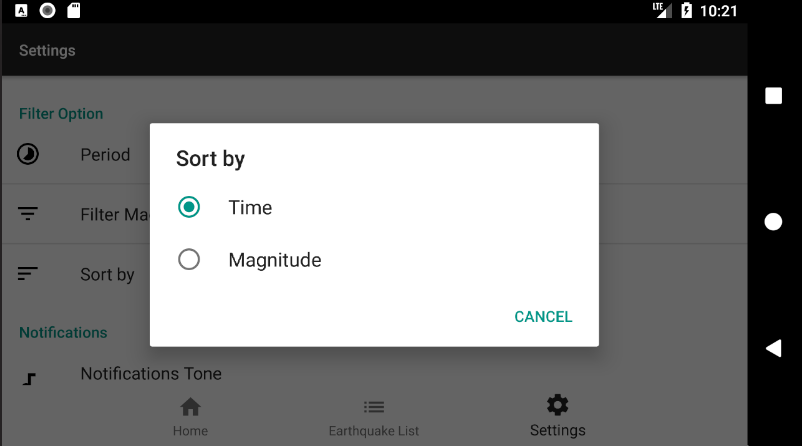 LTE 10:21
Settings
Filter Option
Period
Filter Ma
Sort by
Notifications
Notifications Tone
Sort by
Time
Magnitude
CANCEL
Home
Earthquake List
Settings